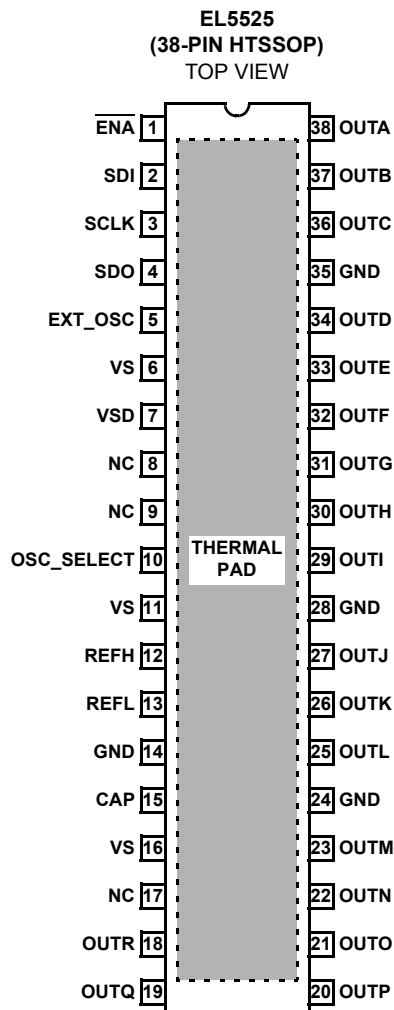 EL5525
(38-PIN HTSSOP)
TOP VIEW
ENA 1 38 OUTA
SDI 2 37 OUTB
SCLK 3 36 OUTC
SDO 4 35 GND
EXT_OSC 5 34 OUTD
VS 6 33 OUTE
VSD 7 32 OUTF
NC 8 31 OUTG
NC 9 30 OUTH
OSC_SELECT 10 29 OUTI
THERMAL
PAD
VS 11 28 GND
REFH 12 27 OUTJ
REFL 13 26 OUTK
GND 14 25 OUTL
CAP 15 24 GND
VS 16 23 OUTM
NC 17 22 OUTN
OUTR 18 21 OUTO
OUTQ 19 20 OUTP